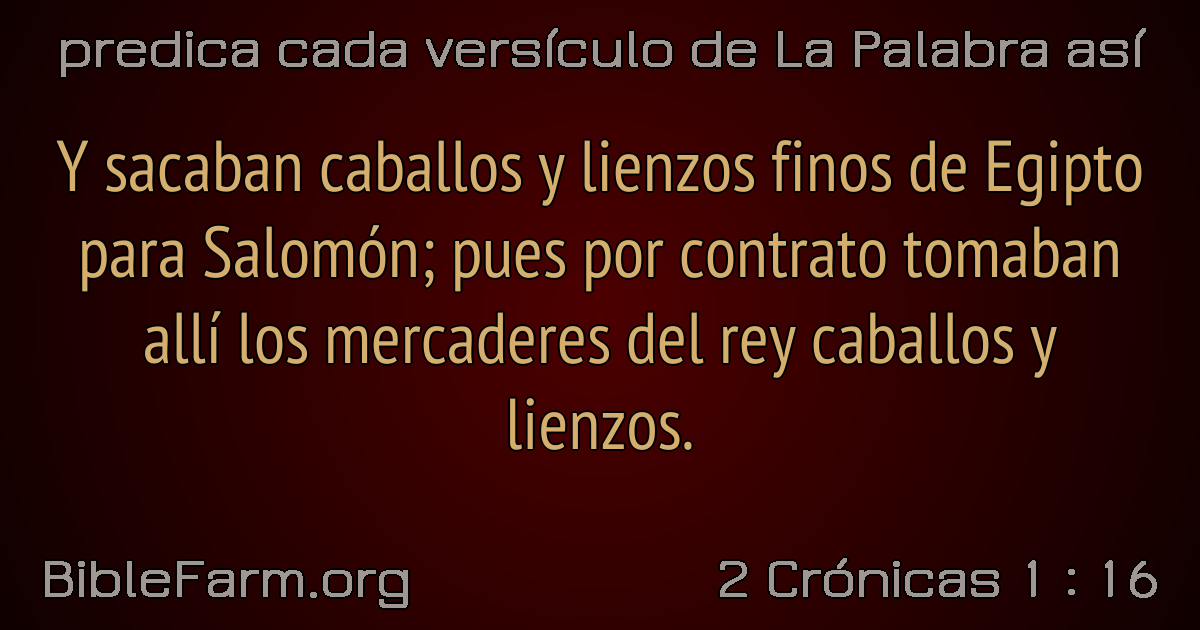 predica cada versículo de La Palabra así
Y sacaban caballos y lienzos finos de Egipto
para Salomón; pues por contrato tomaban
allí los mercaderes del rey caballos y
lienzos.
BibleFarm.org
2 Crónicas 1 : 16